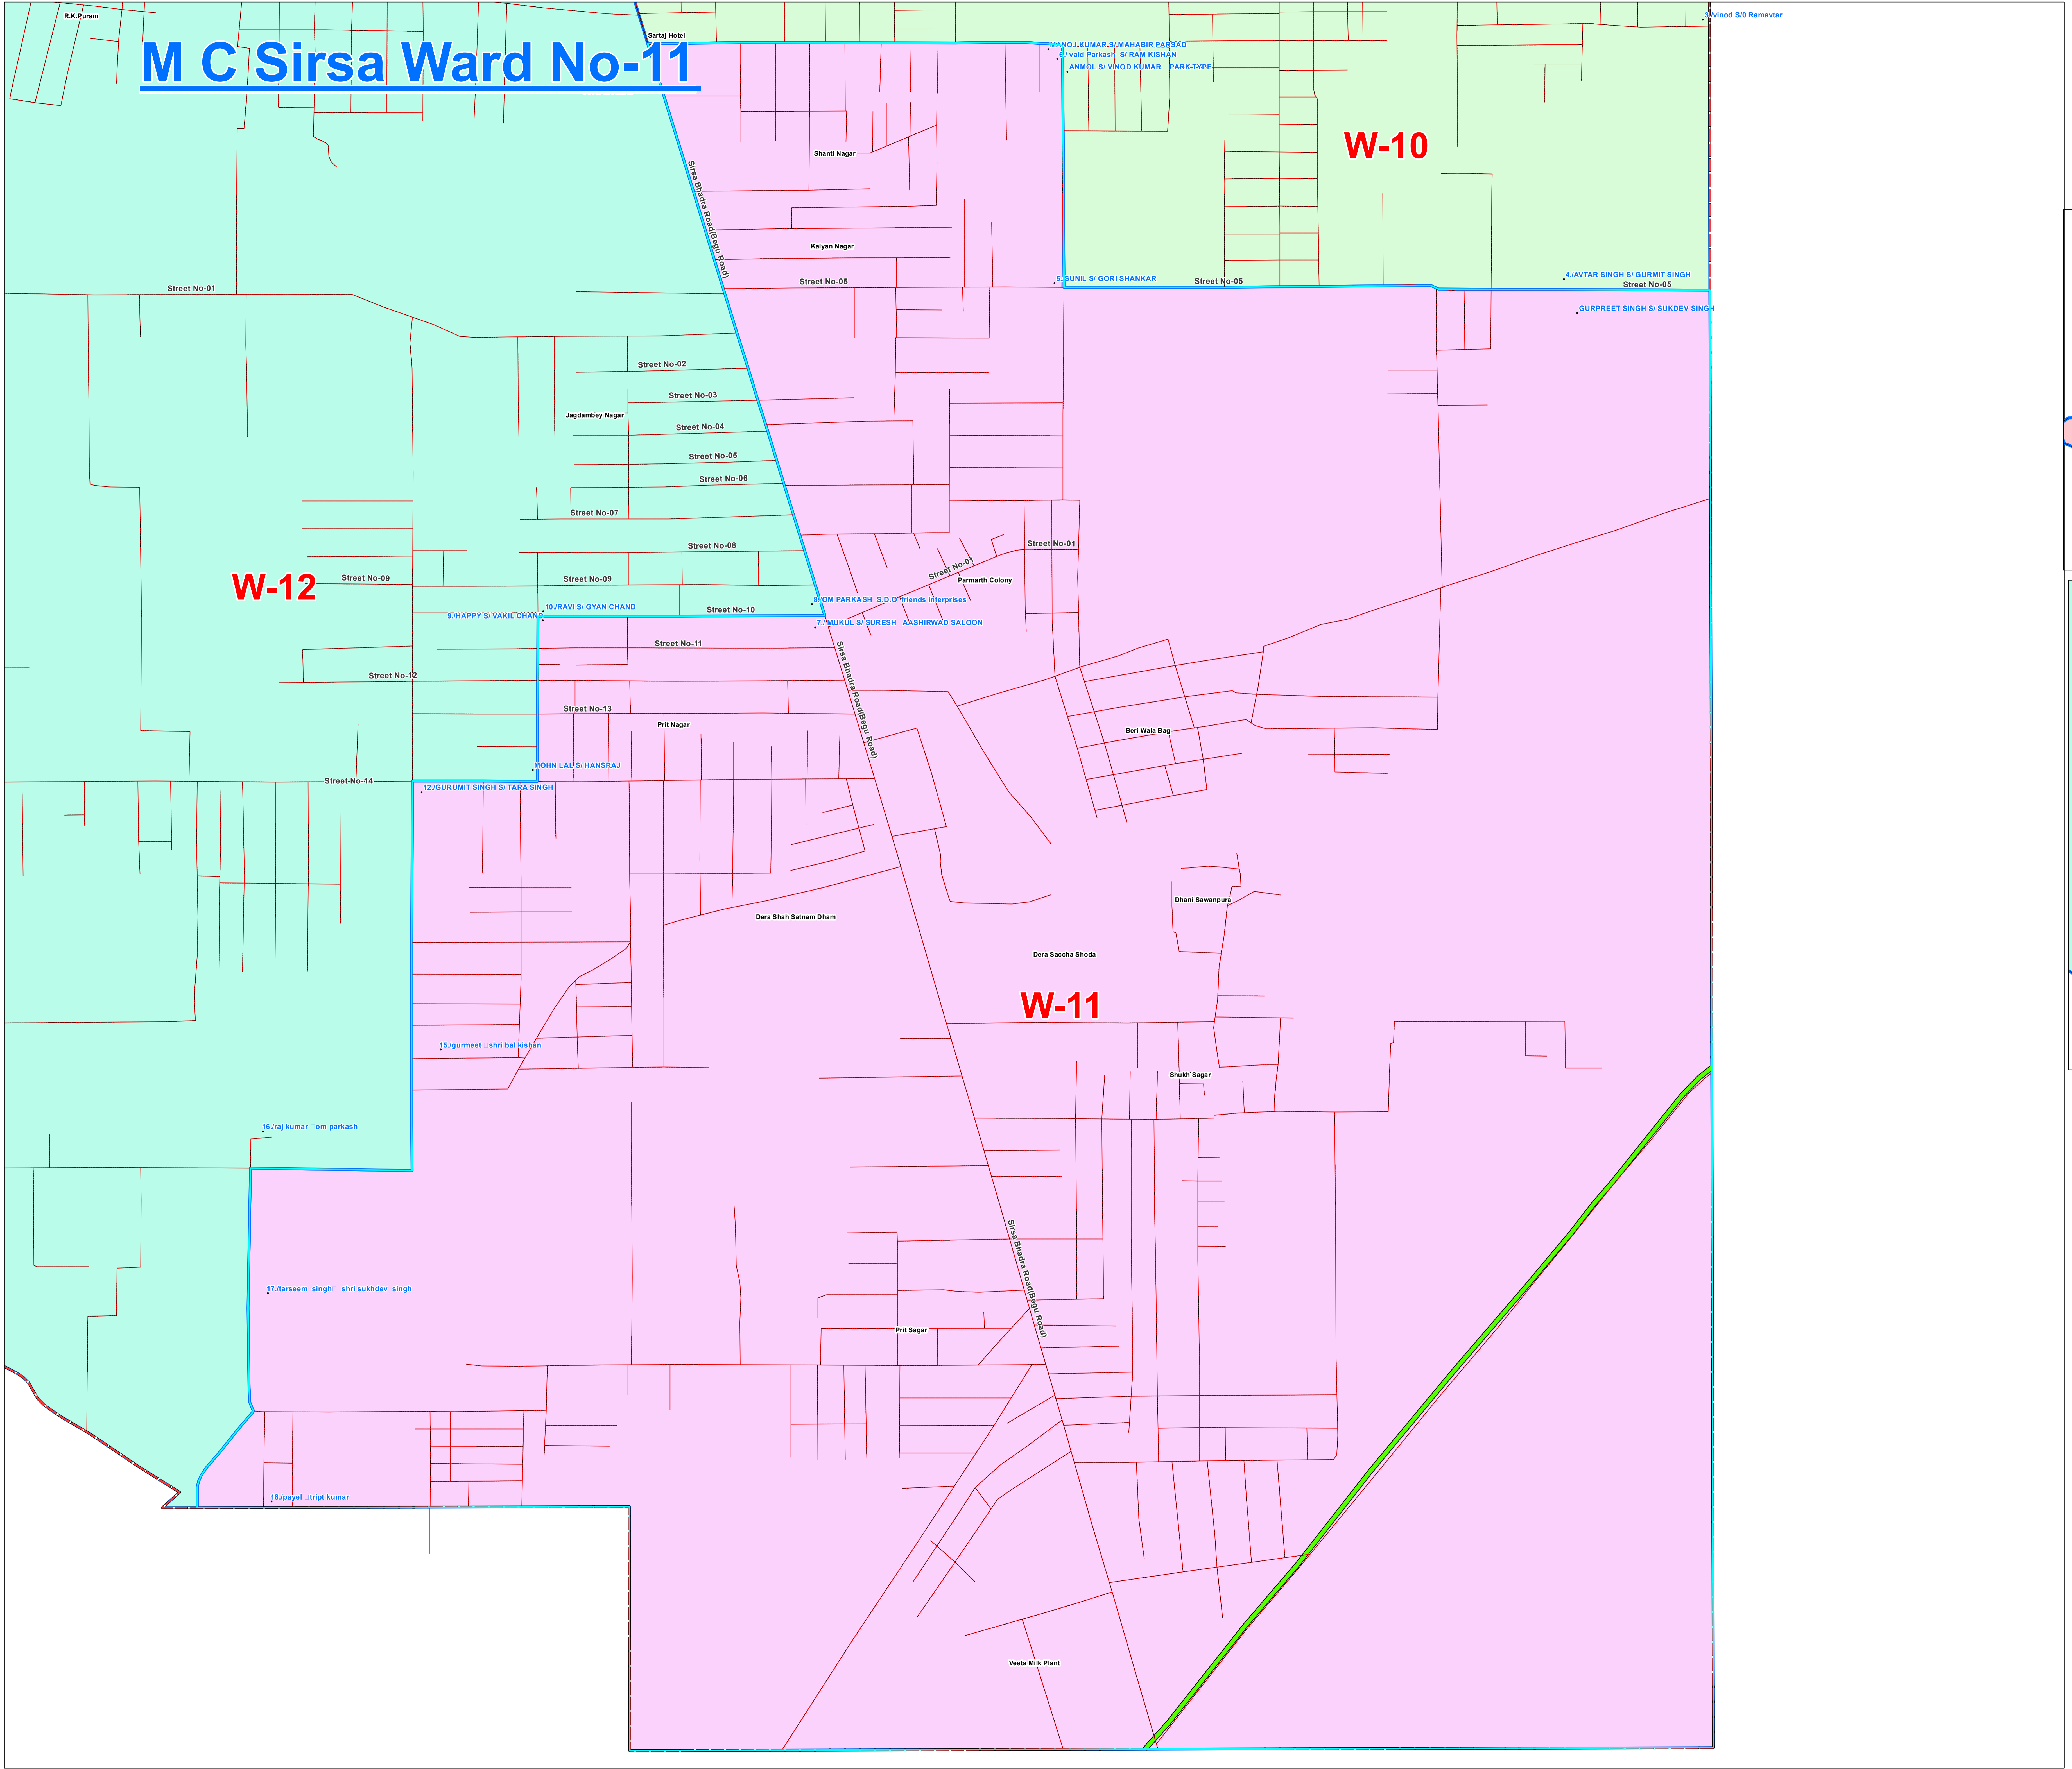 R.K.Puram
3./vinod S/0 Ramavtar
Sartaj Hotel
M C Sirsa Ward No-11
MANOJ KUMAR S/ MAHABIR PARSAD
6./ vaid Parkash S/ RAM KISHAN
ANMOL S/ VINOD KUMAR PARK TYPE
W-10
Shanti Nagar
Sirsa Bhadra Road(Begu Road)
Kalyan Nagar
4./AVTAR SINGH S/ GURMIT SINGH
5./SUNIL S/ GORI SHANKAR
Street No-05
Street No-05
Street No-05
Street No-01
GURPREET SINGH S/ SUKDEV SINGH
Street No-02
Street No-03
Jagdambey Nagar
Street No-04
Street No-05
Street No-06
Street No-07
Street No-08
Street No-01
Street No-01
Street No-09
Street No-09
Parmarth Colony
W-12
8./OM PARKASH S.D.O friends interprises
10./RAVI S/ GYAN CHAND
Street No-10
9./HAPPY S/ VAKIL CHAND
7./ MUKUL S/ SURESH AASHIRWAD SALOON
Street No-11
Sirsa Bhadra Road(Begu Road)
Street No-12
Street No-13
Prit Nagar
Beri Wala Bag
MOHN LAL S/ HANSRAJ
Street No-14
12./GURUMIT SINGH S/ TARA SINGH
Dhani Sawanpura
Dera Shah Satnam Dham
Dera Saccha Shoda
W-11
15./gurmeet shri bal kishan
Shukh Sagar
16./raj kumar om parkash
Sirsa Bhadra Road(Begu Road)
17./tarseem singh shri sukhdev singh
Prit Sagar
18./payel tript kumar
Veeta Milk Plant